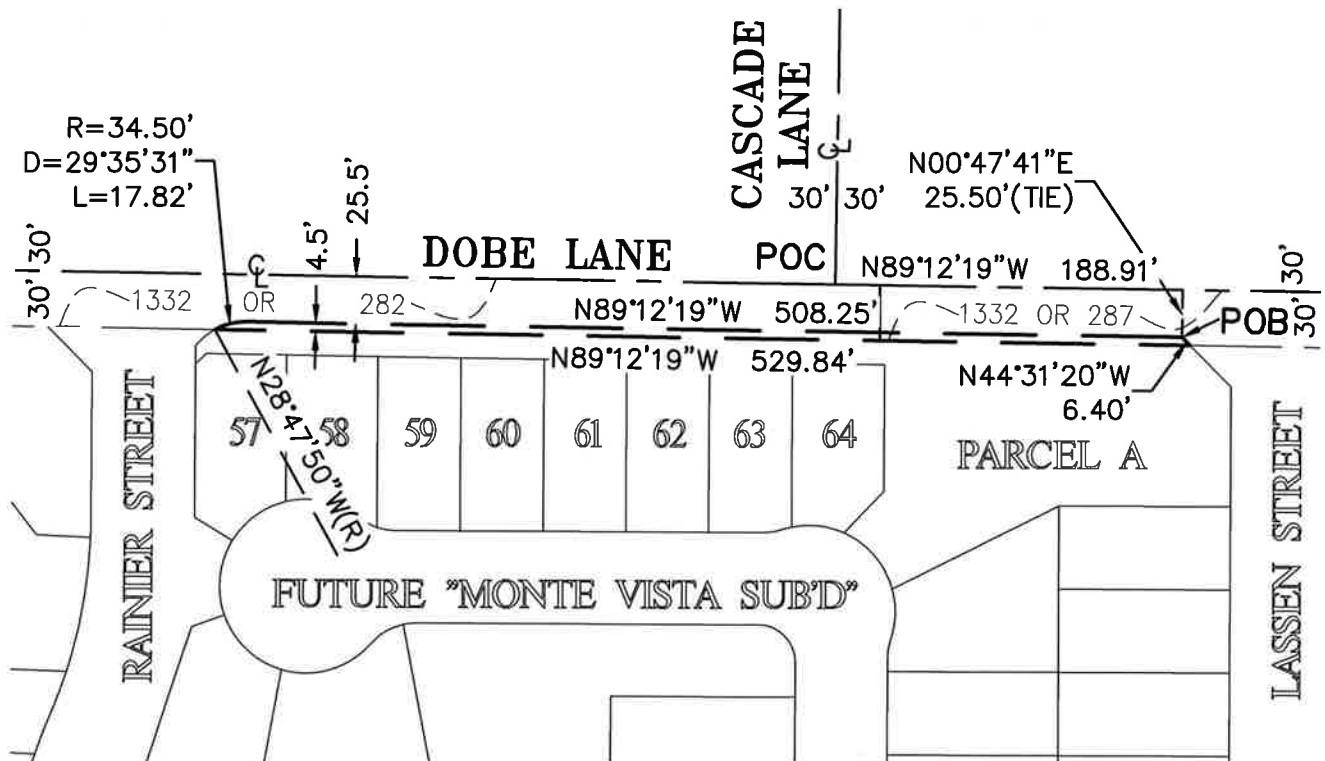 CASCADE
LANE
R=34.50'
D=29°35'31"
L=17.82'
25.5'
4.5'
30' 30'
N00°47'41"E
25.50'(TIE)
30' 30'
DOBE LANE
POC
N89°12'19"W 188.91'
30'
30'
1332 OR 282
N89°12'19"W 508.25'
1332 OR 287
POB
N89°12'19"W 529.84'
N44°31'20"W
6.40'
N28°47'50"W(R)
57 58 59 60 61 62 63 64
PARCEL A
RAINIER STREET
FUTURE "MONTE VISTA SUB'D"
LASSEN STREET